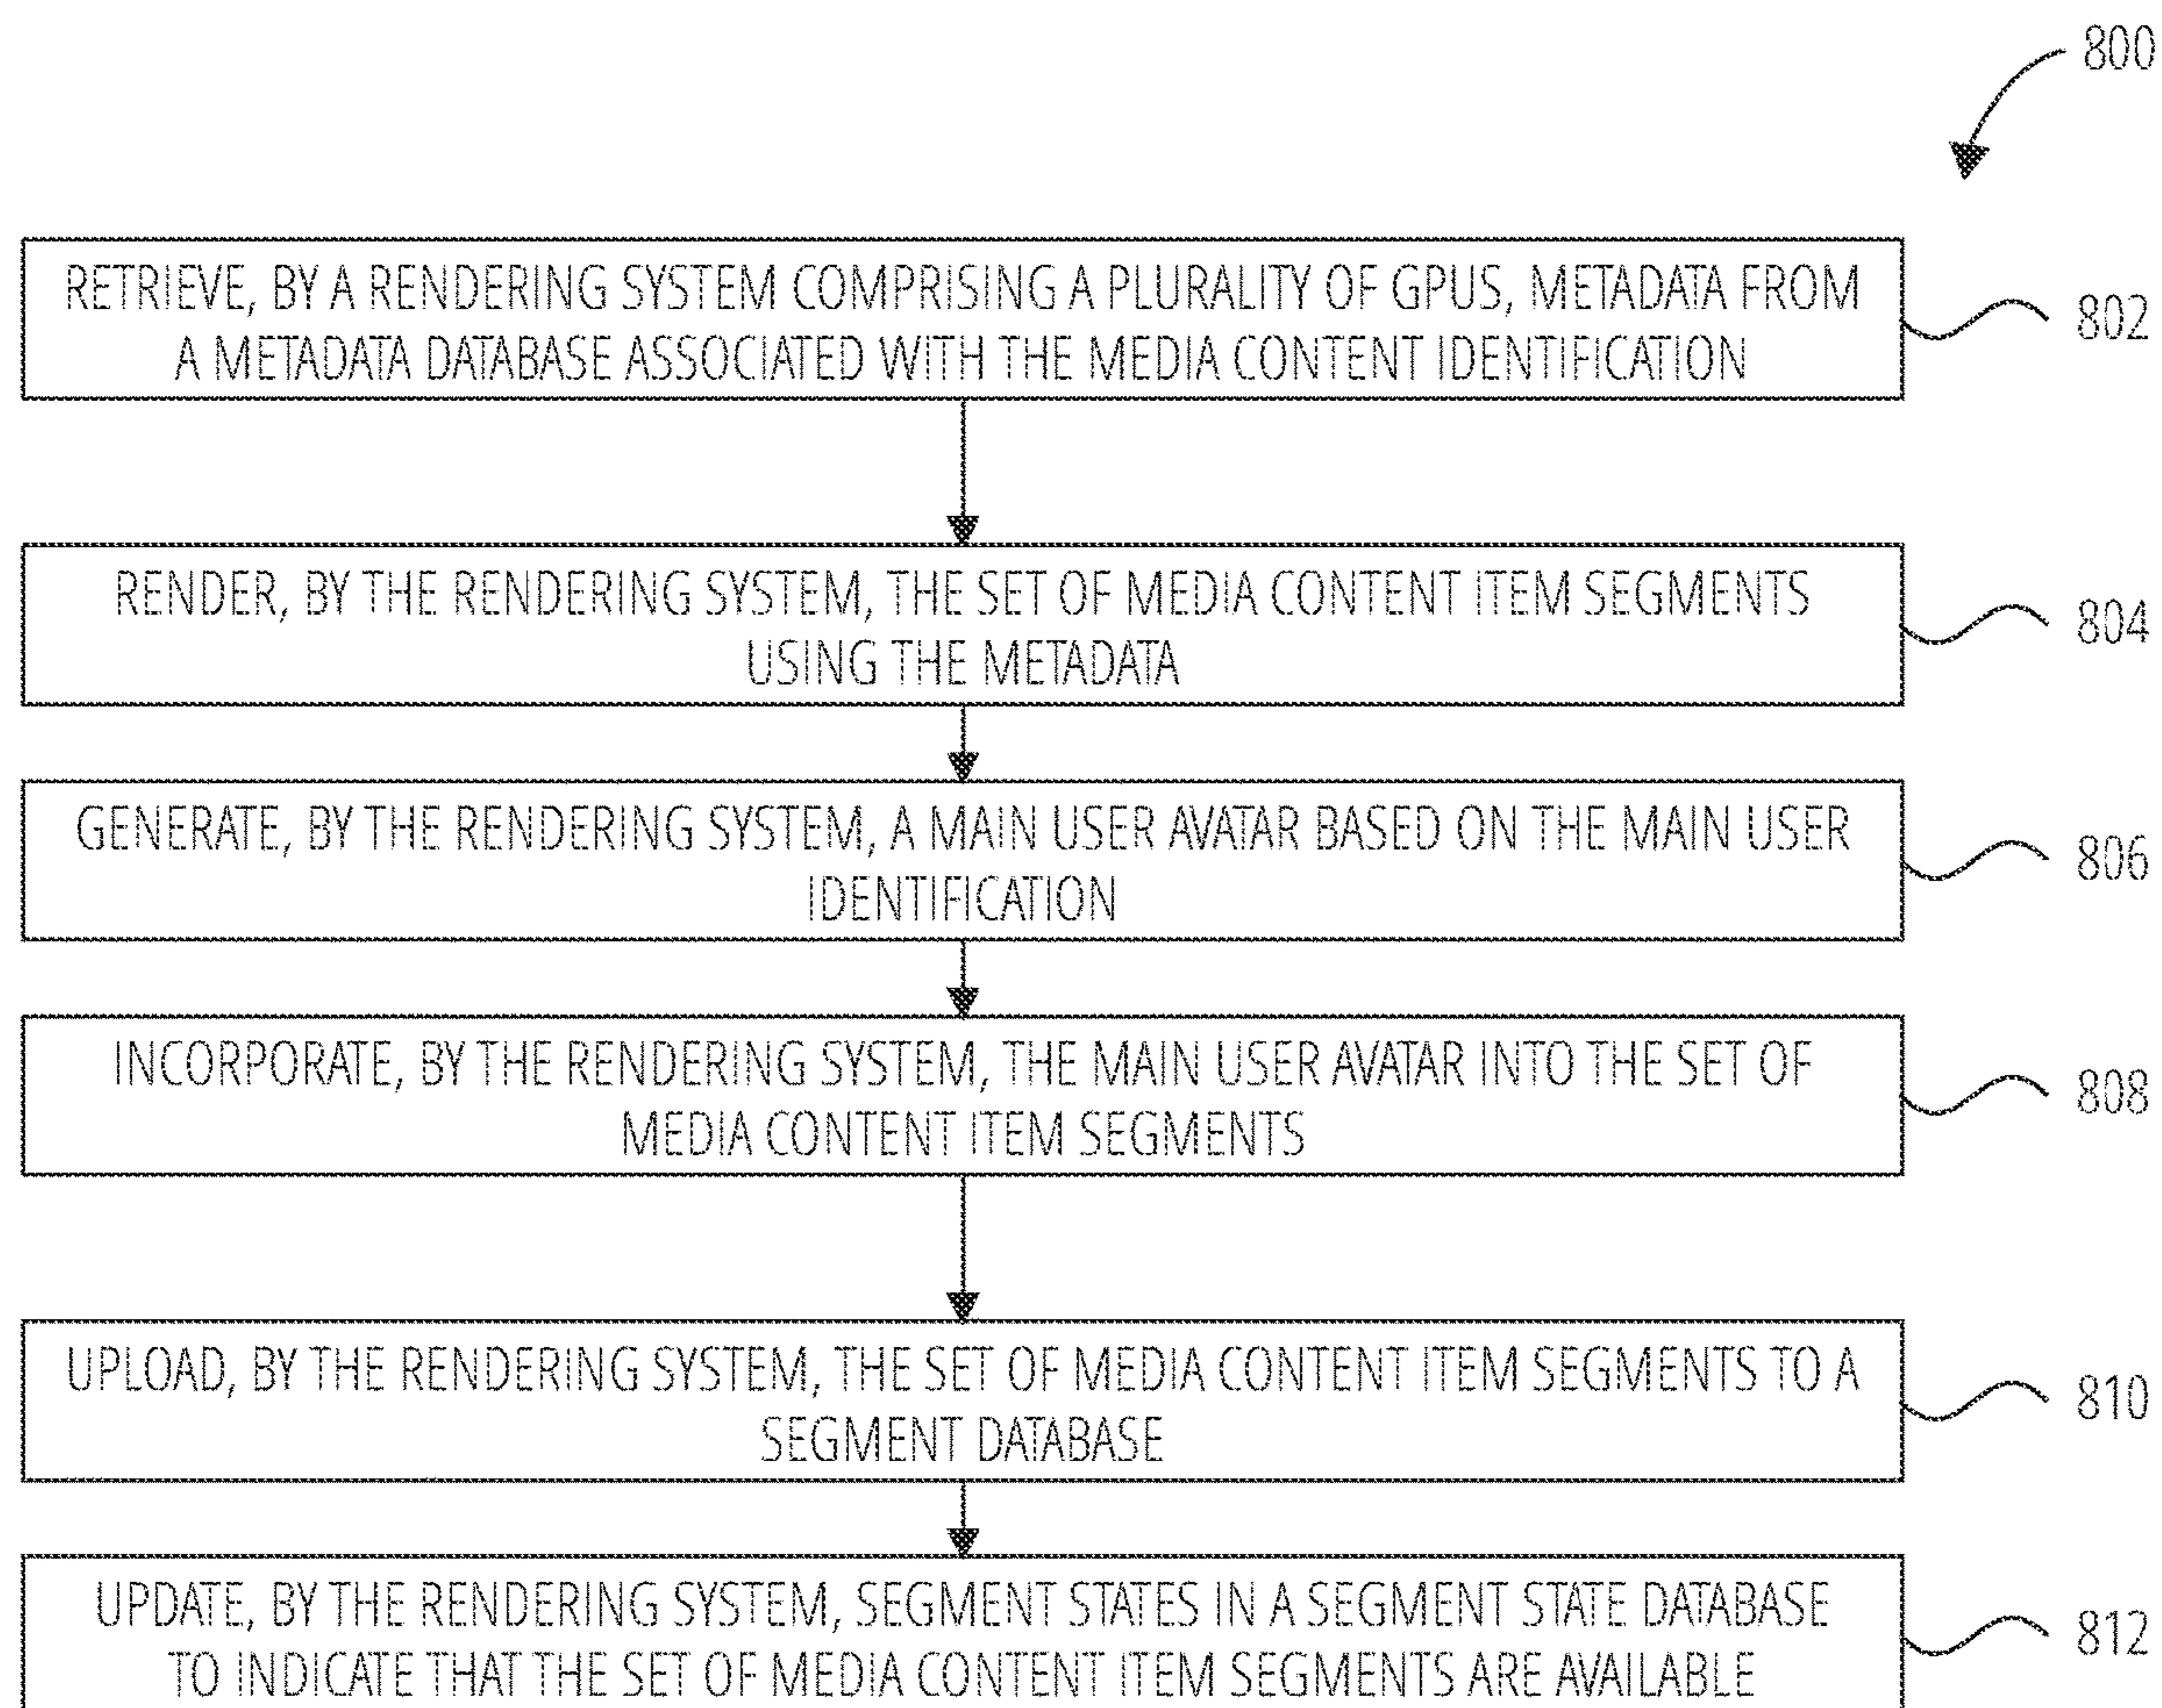 800
RETRIEVE, BY A RENDERING SYSTEM COMPRISING A PLURALITY OF GPUS, METADATA FROM
A METADATA DATABASE ASSOCIATED WITH THE MEDIA CONTENT IDENTIFICATION
802
RENDER, BY THE RENDERING SYSTEM, THE SET OF MEDIA CONTENT ITEM SEGMENTS
USING THE METADATA
804
GENERATE, BY THE RENDERING SYSTEM, A MAIN USER AVATAR BASED ON THE MAIN USER
IDENTIFICATION
806
INCORPORATE, BY THE RENDERING SYSTEM, THE MAIN USER AVATAR INTO THE SET OF
MEDIA CONTENT ITEM SEGMENTS
808
UPLOAD, BY THE RENDERING SYSTEM, THE SET OF MEDIA CONTENT ITEM SEGMENTS TO A
SEGMENT DATABASE
810
UPDATE, BY THE RENDERING SYSTEM, SEGMENT STATES IN A SEGMENT STATE DATABASE
TO INDICATE THAT THE SET OF MEDIA CONTENT ITEM SEGMENTS ARE AVAILABLE
812